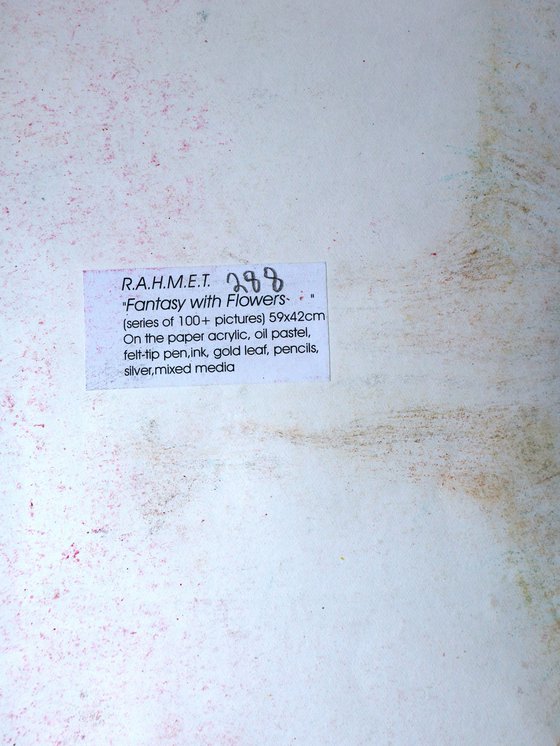 R.A.H.M.E.T. 288
"Fantasy with Flowers- "
(series of 100+ pictures) 59x42cm
On the paper acrylic, oil pastel,
felt-tip pen,ink, gold leaf, pencils,
silver,mixed media